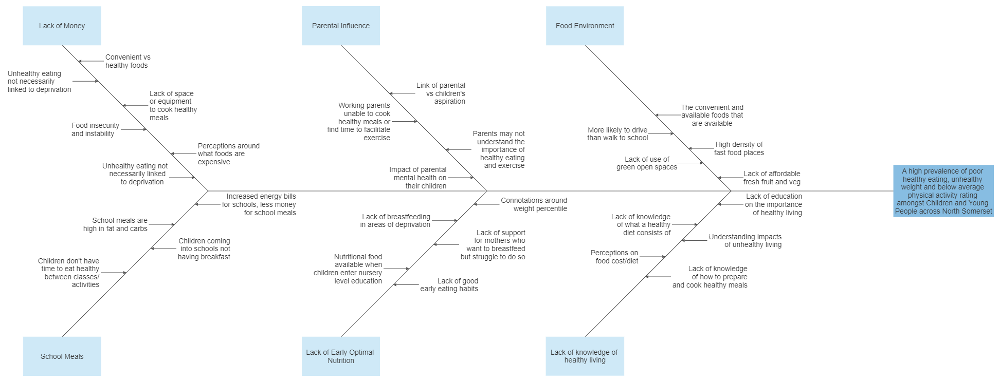 Lack of Money
Convenient vs
healthy foods
Unhealthy eating
not necessarily
linked to deprivation
Lack of space
or equipment
to cook healthy
meals
Food insecurity
and instability
Perceptions around
what foods are
expensive
Unhealthy eating not
necessarily linked
to deprivation
Parental Influence
Link of parental
vs children's
aspiration
Working parents
unable to cook
healthy meals or
find time to facilitate
exercise
Parents may not
understand the
importance of
healthy eating
and exercise
Impact of parental
mental health on
their children
Food Environment
The convenient and
available foods that
are available
More likely to drive
than walk to school
High density of
fast food places
Lack of use of
green open spaces
Lack of affordable
fresh fruit and veg
A high prevalence of poor
healthy eating, unhealthy
weight and below average
physical activity rating
amongst Children and Young
People across North Somerset
Increased energy bills
for schools, less money
for school meals
School meals are
high in fat and carbs
Children coming
into schools not
having breakfast
Children don't have
time to eat healthy
between classes/
activities
School Meals
Connotations around
weight percentile
Lack of breastfeeding
in areas of deprivation
Lack of support
for mothers who
want to breastfeed
but struggle to do so
Nutritional food
available when
children enter nursery
level education
Lack of good
early eating habits
Lack of Early Optimal
Nutrition
Lack of education
on the importance
of healthy living
Lack of knowledge
of what a healthy
diet consists of
Understanding impacts
of unhealthy living
Perceptions on
food cost/diet
Lack of knowledge
of how to prepare
and cook healthy meals
Lack of knowledge of
healthy living